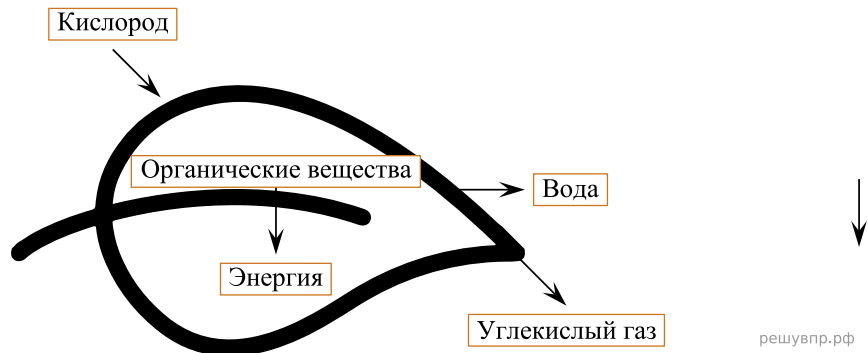 Кислород
Органические вещества
Вода
Энергия
Углекислый газ
решувпр.рф